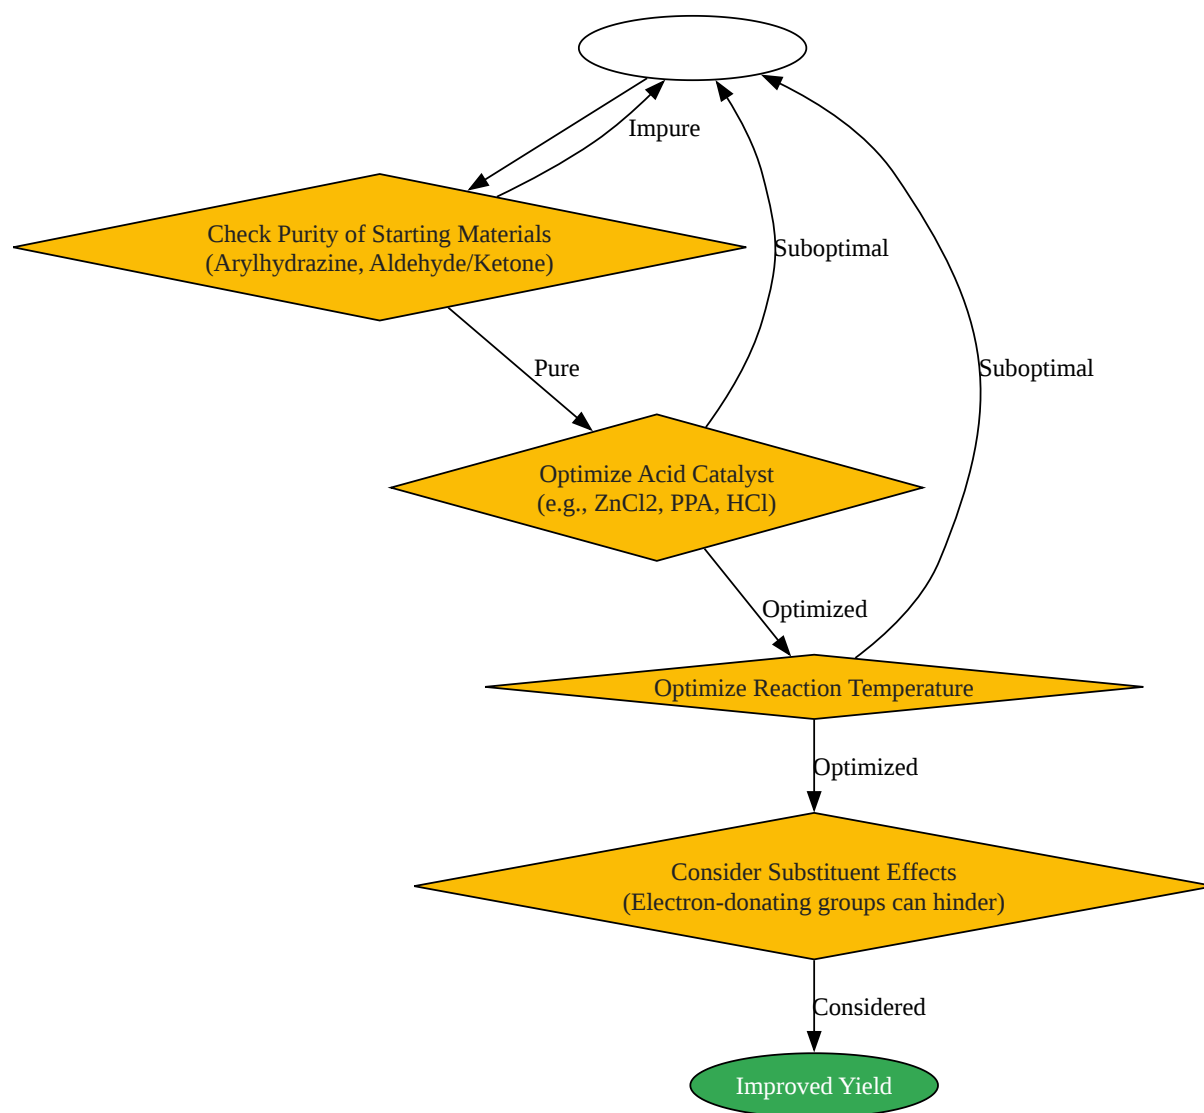 Impure
Check Purity of Starting Materials
(Arylhydrazine, Aldehyde/Ketone)
Suboptimal
Pure
Suboptimal
Optimize Acid Catalyst
(e.g., ZnCl2, PPA, HCl)
Optimized
Optimize Reaction Temperature
Optimized
Consider Substituent Effects
(Electron-donating groups can hinder)
Considered
Improved Yield